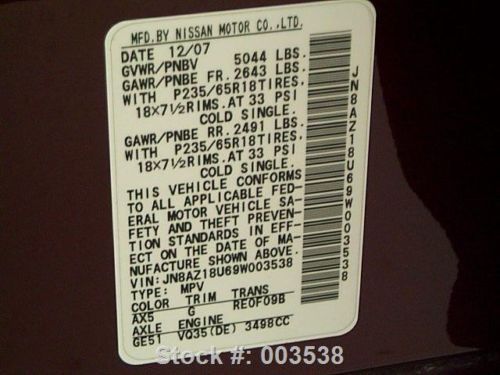 MFD.BY NISSAN MOTOR CO.,LTD.
DATE 12/07
GVWR/PNBV 5044 LBS.
GAWR/PNBE FR. 2643 LBS.
WITH P235/65R18TIRES.
18×7½RIMS.AT 33 PSI
COLD SINGLE.
GAWR/PNBE RR. 2491 LBS.
WITH P235/65R18TIRES.
18×7½RIMS.AT 33 PSI
COLD SINGLE.
THIS VEHICLE CONFORMS
TO ALL APPLICABLE FED-
ERAL MOTOR VEHICLE SA-
FETY AND THEFT PREVEN-
TION STANDARDS IN EFF-
ECT ON THE DATE OF MA-
NUFACTURE SHOWN ABOVE.
VIN:JN8AZ18U69W003538
TYPE: MPV
COLOR TRIM TRANS
AX5 G RE0F09B
AXLE ENGINE
GE51 VQ35(DE) 3498CC
JN8AZ18U69W003538
Stock #: 003538